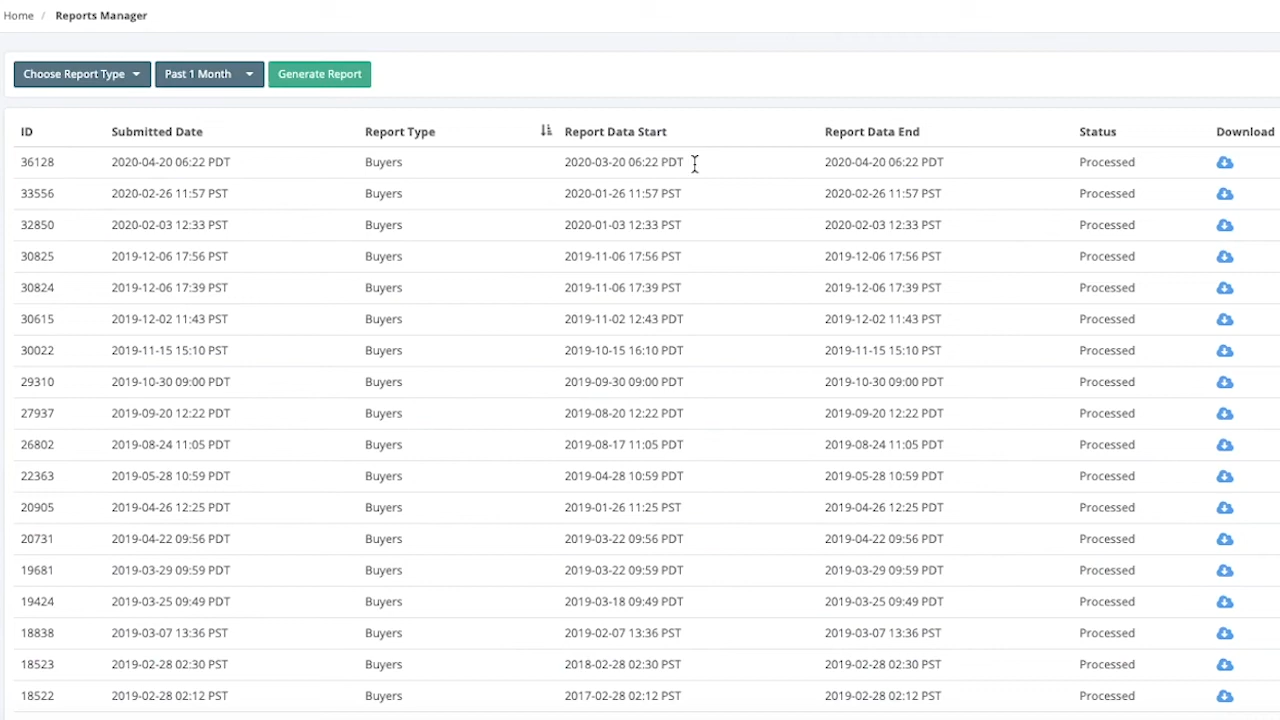 Home / Reports Manager
Choose Report Type Past 1 Month Generate Report
ID Submitted Date Report Type Report Data Start Report Data End Status Download
36128 2020-04-20 06:22 PDT Buyers 2020-03-20 06:22 PDT 2020-04-20 06:22 PDT Processed
33556 2020-02-26 11:57 PST Buyers 2020-01-26 11:57 PST 2020-02-26 11:57 PST Processed
32850 2020-02-03 12:33 PST Buyers 2020-01-03 12:33 PST 2020-02-03 12:33 PST Processed
30825 2019-12-06 17:56 PST Buyers 2019-11-06 17:56 PST 2019-12-06 17:56 PST Processed
30824 2019-12-06 17:39 PST Buyers 2019-11-06 17:39 PST 2019-12-06 17:39 PST Processed
30615 2019-12-02 11:43 PST Buyers 2019-11-02 12:43 PDT 2019-12-02 11:43 PST Processed
30022 2019-11-15 15:10 PST Buyers 2019-10-15 16:10 PDT 2019-11-15 15:10 PST Processed
29310 2019-10-30 09:00 PDT Buyers 2019-09-30 09:00 PDT 2019-10-30 09:00 PDT Processed
27937 2019-09-20 12:22 PDT Buyers 2019-08-20 12:22 PDT 2019-09-20 12:22 PDT Processed
26802 2019-08-24 11:05 PDT Buyers 2019-08-17 11:05 PDT 2019-08-24 11:05 PDT Processed
22363 2019-05-28 10:59 PDT Buyers 2019-04-28 10:59 PDT 2019-05-28 10:59 PDT Processed
20905 2019-04-26 12:25 PDT Buyers 2019-01-26 11:25 PST 2019-04-26 12:25 PDT Processed
20731 2019-04-22 09:56 PDT Buyers 2019-03-22 09:56 PDT 2019-04-22 09:56 PDT Processed
19681 2019-03-29 09:59 PDT Buyers 2019-03-22 09:59 PDT 2019-03-29 09:59 PDT Processed
19424 2019-03-25 09:49 PDT Buyers 2019-03-18 09:49 PDT 2019-03-25 09:49 PDT Processed
18838 2019-03-07 13:36 PST Buyers 2019-02-07 13:36 PST 2019-03-07 13:36 PST Processed
18523 2019-02-28 02:30 PST Buyers 2018-02-28 02:30 PST 2019-02-28 02:30 PST Processed
18522 2019-02-28 02:12 PST Buyers 2017-02-28 02:12 PST 2019-02-28 02:12 PST Processed